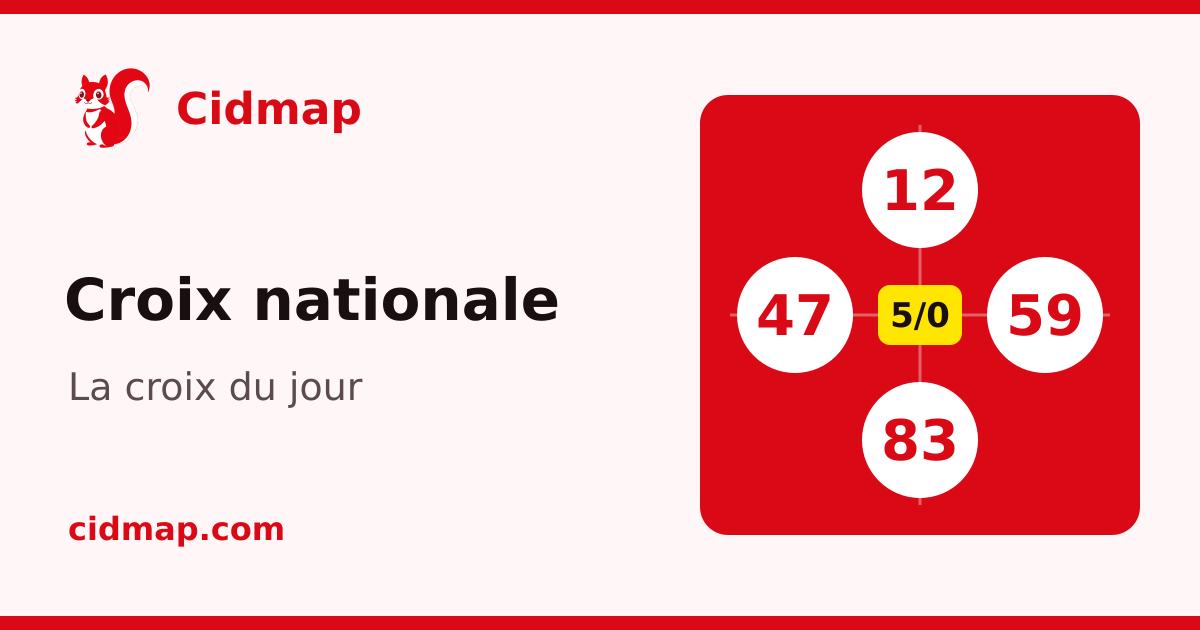 Cidmap
Croix nationale
La croix du jour
cidmap.com
12
47 5/0 59
83